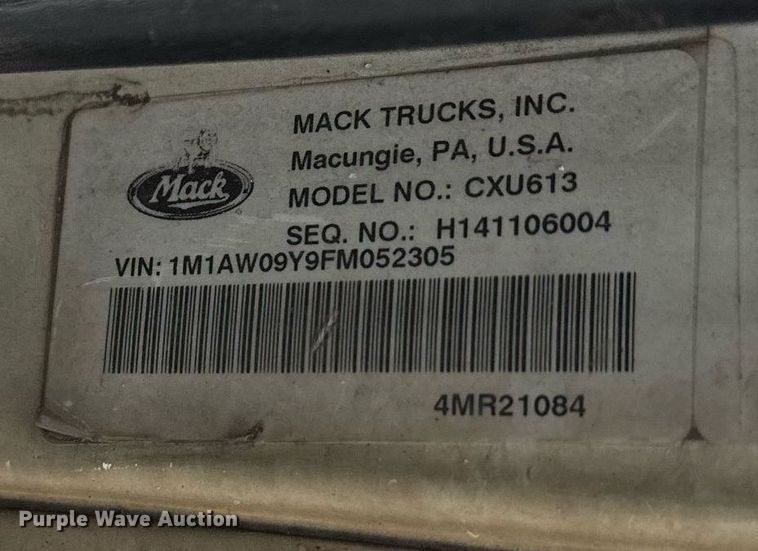 MACK TRUCKS, INC.
Macungie, PA, U.S.A.
Mack
MODEL NO.: CXU613
SEQ. NO.: H141106004
VIN: 1M1AW09Y9FM052305
4MR21084
Purple Wave Auction